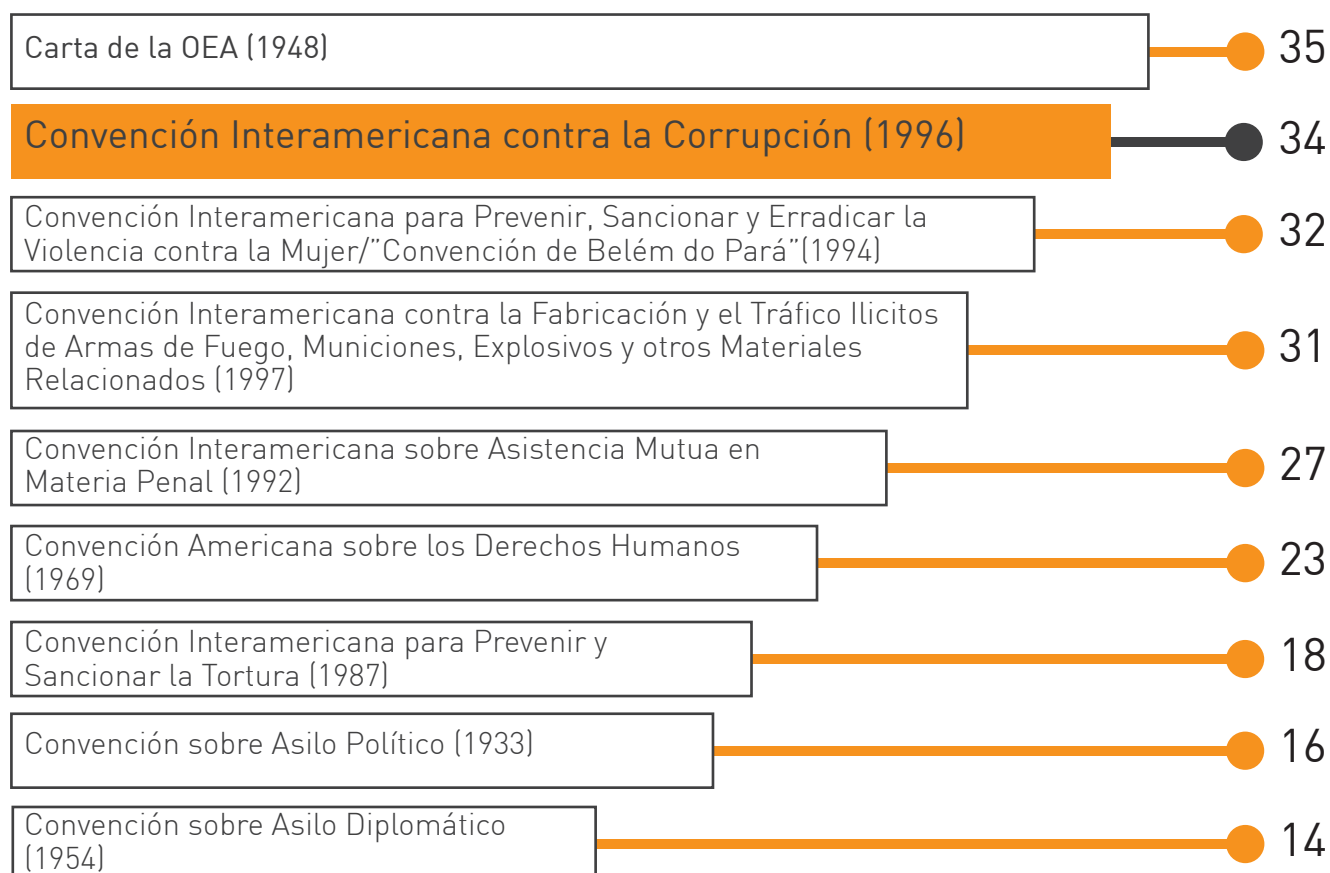 Carta de la OEA (1948)
35
Convención Interamericana contra la Corrupción (1996)
34
Convención Interamericana para Prevenir, Sancionar y Erradicar la
Violencia contra la Mujer/”Convención de Belém do Pará”(1994)
32
Convención Interamericana contra la Fabricación y el Tráfico Ilicitos
de Armas de Fuego, Municiones, Explosivos y otros Materiales
Relacionados (1997)
31
Convención Interamericana sobre Asistencia Mutua en
Materia Penal (1992)
27
Convención Americana sobre los Derechos Humanos
(1969)
23
Convención Interamericana para Prevenir y
Sancionar la Tortura (1987)
18
Convención sobre Asilo Político (1933)
16
Convención sobre Asilo Diplomático
(1954)
14